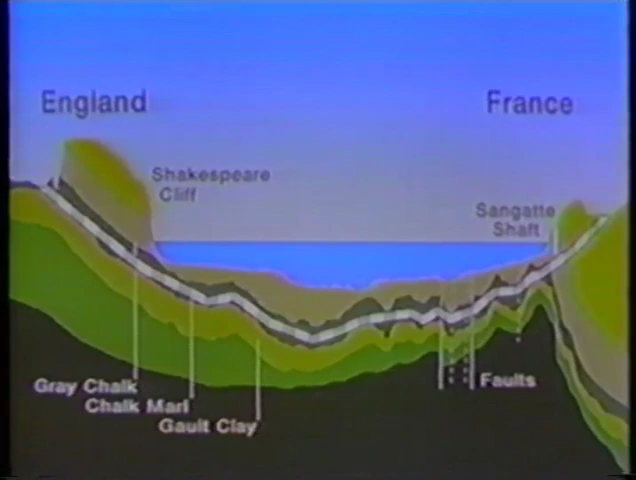 England
France
Shakespeare
Cliff
Sangatte
Shaft
Gray Chalk
Chalk Marl
Gault Clay
Faults